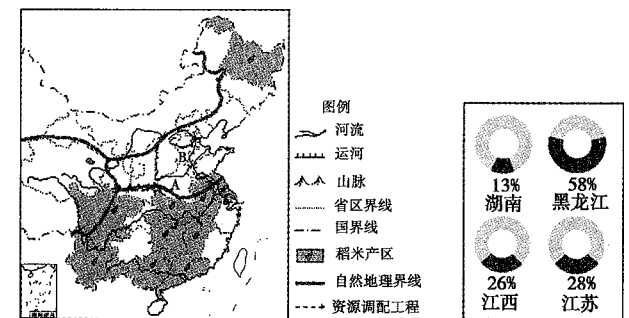 B
A
图例
河流
运河
山脉
省区界线
国界线
稻米产区
自然地理界线
资源调配工程
13%
湖南
58%
黑龙江
26%
江西
28%
江苏